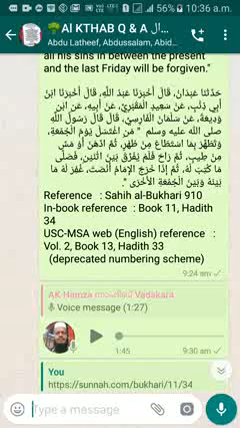 56% 10:36 a.m.
Al KTHAB Q & A ال...
Abdu Latheef, Abdussalam, Abid...
all his sins in between the present
and the last Friday will be forgiven."
حَدَّثَنَا عَبْدَانُ، قَالَ أَخْبَرَنَا عَبْدُ اللَّهِ، قَالَ أَخْبَرَنَا ابْنُ
أَبِي ذِئْبٍ، عَنْ سَعِيدٍ الْمَقْبُرِيِّ، عَنْ أَبِيهِ، عَنِ ابْنِ
وَدِيعَةَ، عَنْ سَلْمَانَ الْفَارِسِيِّ، قَالَ قَالَ رَسُولُ اللَّهِ
صلى الله عليه وسلم ‏"‏ مَنِ اغْتَسَلَ يَوْمَ الْجُمُعَةِ،
وَتَطَهَّرَ بِمَا اسْتَطَاعَ مِنْ طُهْرٍ، ثُمَّ ادَّهَنَ أَوْ مَسَّ
مِنْ طِيبٍ، ثُمَّ رَاحَ فَلَمْ يُفَرِّقْ بَيْنَ اثْنَيْنِ، فَصَلَّى
مَا كُتِبَ لَهُ، ثُمَّ إِذَا خَرَجَ الإِمَامُ أَنْصَتَ، غُفِرَ لَهُ مَا
بَيْنَهُ وَبَيْنَ الْجُمُعَةِ الأُخْرَى ‏"‏‏.‏
Reference : Sahih al-Bukhari 910
In-book reference : Book 11, Hadith
34
USC-MSA web (English) reference :
Vol. 2, Book 13, Hadith 33
(deprecated numbering scheme)
9:24 am
AK Hamza Vadakara
Voice message (1:27)
1:45 9:30 am
You
https://sunnah.com/bukhari/11/34
Type a message